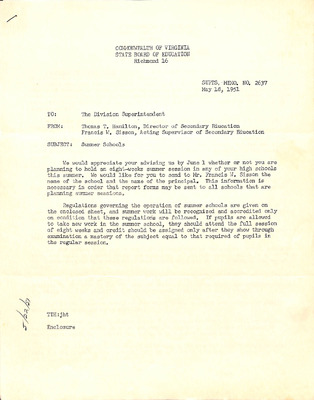 COMMONWEALTH OF VIRGINIA
STATE BOARD OF EDUCATION
Richmond 16
SUPTS. MEMO. NO. 2637
May 18, 1951
TO: The Division Superintendent
FROM: Thomas T. Hamilton, Director of Secondary Education
Francis W. Sisson, Acting Supervisor of Secondary Education
SUBJECT: Summer Schools
We would appreciate your advising us by June 1 whether or not you are
planning to hold an eight-weeks summer session in any of your high schools
this summer. We would like for you to send to Mr. Francis W. Sisson the
name of the school and the name of the principal. This information is
necessary in order that report forms may be sent to all schools that are
planning summer sessions.
Regulations governing the operation of summer schools are given on
the enclosed sheet, and summer work will be recognized and accredited only
on condition that these regulations are followed. If pupils are allowed
to take new work in the summer school, they should attend the full session
of eight weeks and credit should be assigned only after they show through
examination a mastery of the subject equal to that required of pupils in
the regular session.
TTH:jbt
Enclosure